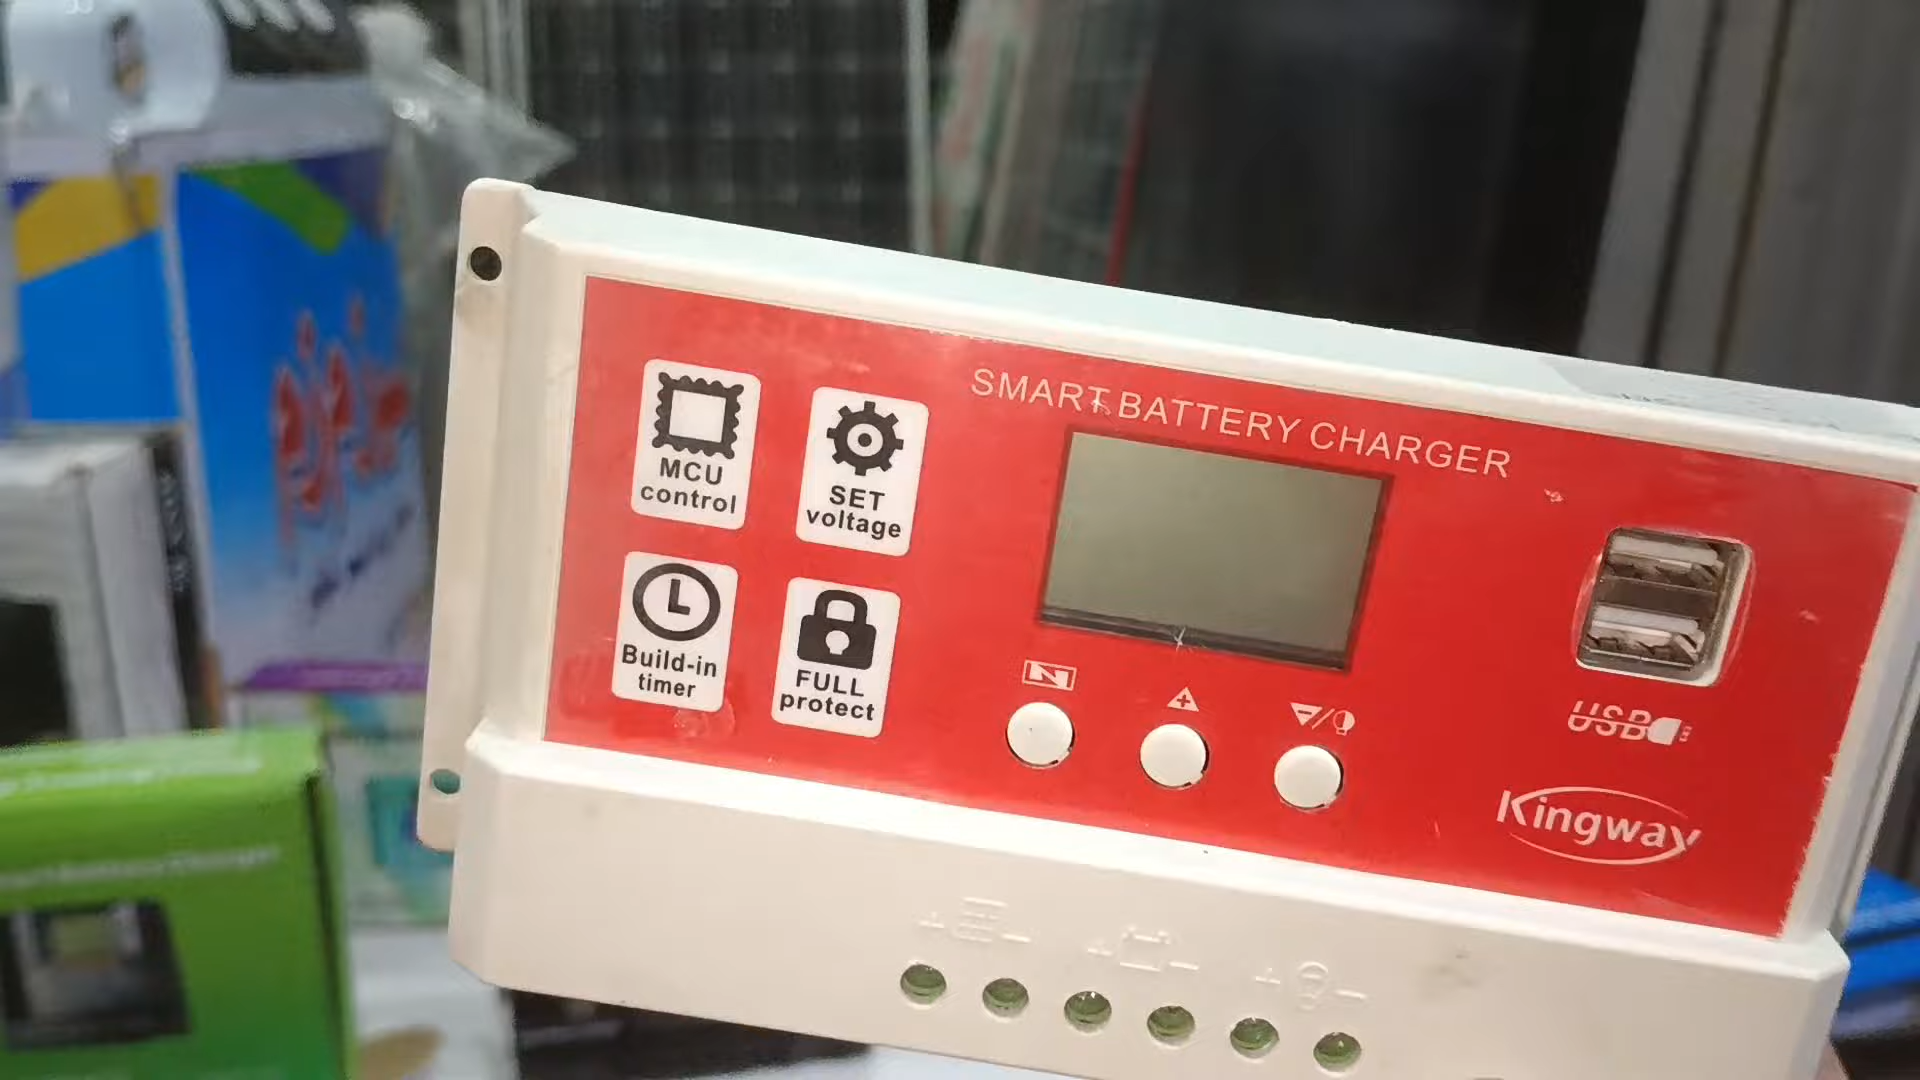 SMART BATTERY CHARGER
MCU
control
SET
voltage
Build-in
timer
FULL
protect
USB
Kingway